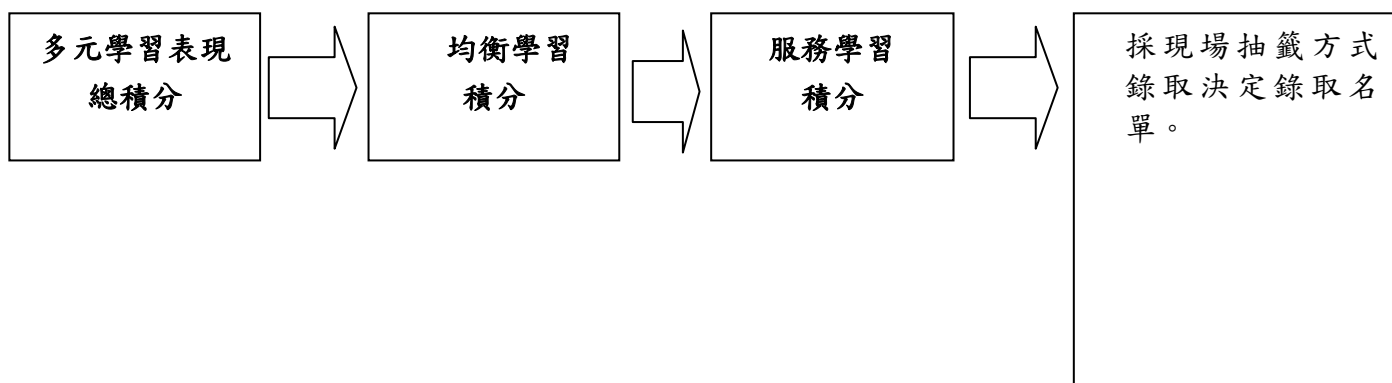 多元學習表現
總積分
均衡學習
積分
服務學習
積分
採現場抽籤方式
錄取決定錄取名
單。